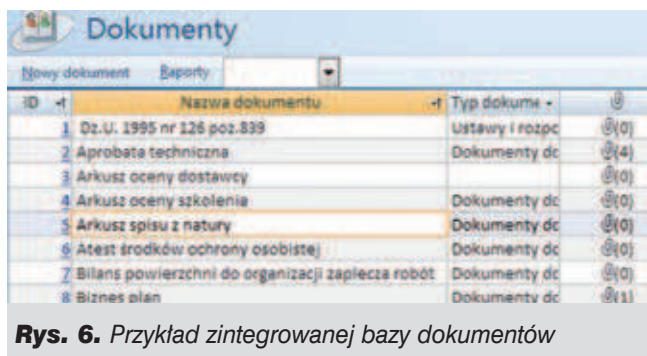 Dokumenty
Nowy dokument Raporty
ID Nazwa dokumentu Typ dokume
1 Dz.U. 1995 nr 126 poz.839 Ustawy i rozpc (0)
2 Aprobata techniczna Dokumenty dc (4)
3 Arkusz oceny dostawcy (0)
4 Arkusz oceny szkolenia Dokumenty dc (0)
5 Arkusz spisu z natury Dokumenty dc (0)
6 Atest środków ochrony osobistej Dokumenty dc (0)
7 Bilans powierzchni do organizacji zaplecza robót Dokumenty dc (0)
8 Biznes plan Dokumenty dc (1)
Rys. 6. Przykład zintegrowanej bazy dokumentów